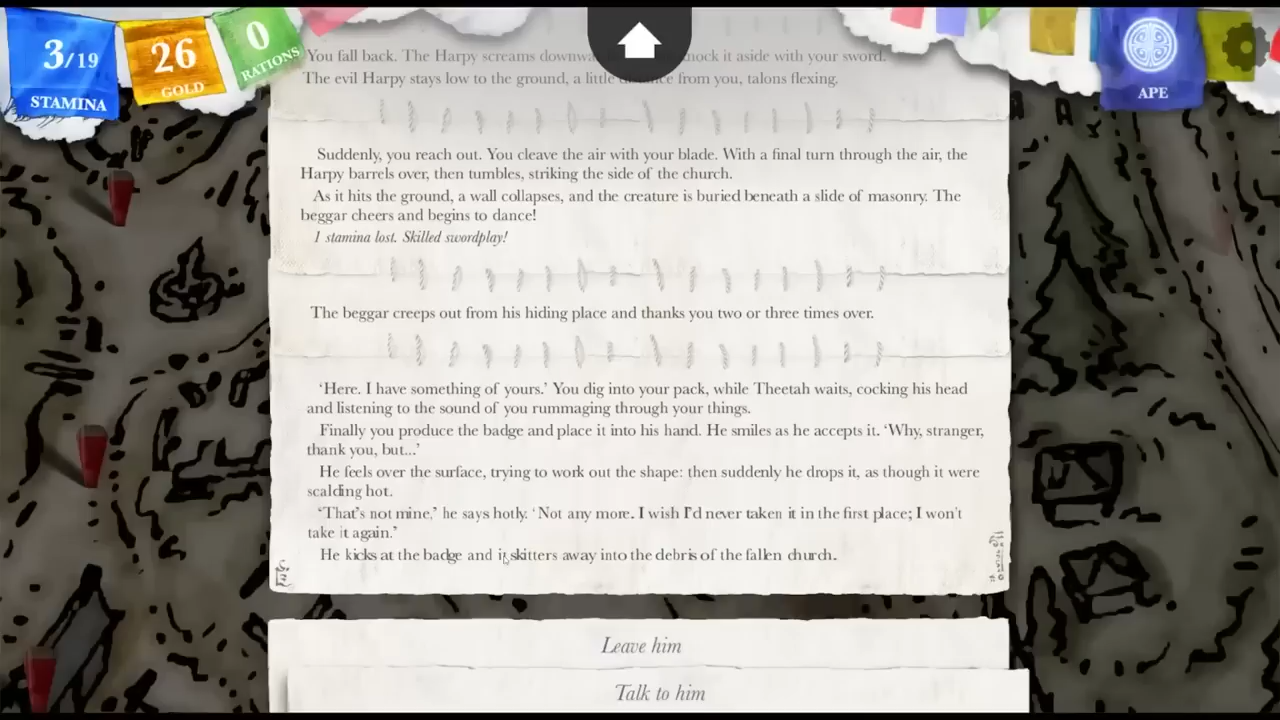 3/19
STAMINA
26
GOLD
0
RATIONS
APE
You fall back. The Harpy screams knock it aside with your sword.
The evil Harpy stays low to the ground, a little distance from you, talons flexing.
Suddenly, you reach out. You cleave the air with your blade. With a final turn through the air, the
Harpy barrels over, then tumbles, striking the side of the church.
As it hits the ground, a wall collapses, and the creature is buried beneath a slide of masonry. The
beggar cheers and begins to dance!
1 stamina lost. Skilled swordplay!
The beggar creeps out from his hiding place and thanks you two or three times over.
‘Here. I have something of yours.’ You dig into your pack, while Theetah waits, cocking his head
and listening to the sound of you rummaging through your things.
Finally you produce the badge and place it into his hand. He smiles as he accepts it. ‘Why, stranger,
thank you, but...’
He feels over the surface, trying to work out the shape: then suddenly he drops it, as though it were
scalding hot.
‘That’s not mine,’ he says hotly. ‘Not any more. I wish I’d never taken it in the first place; I won’t
take it again.’
He kicks at the badge and it skitters away into the debris of the fallen church.
Leave him
Talk to him